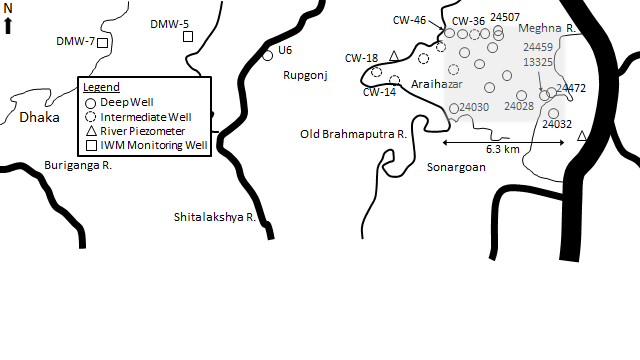 N
CW-46
CW-36
24507
Meghna R.
DMW-5
DMW-7
U6
24459
13325
CW-18
Rupgonj
Legend
Deep Well
Intermediate Well
River Piezometer
IWM Monitoring Well
CW-14
Araihazar
24472
24030
24028
24032
Dhaka
Old Brahmaputra R.
6.3 km
Buriganga R.
Sonargoan
Shitalakshya R.